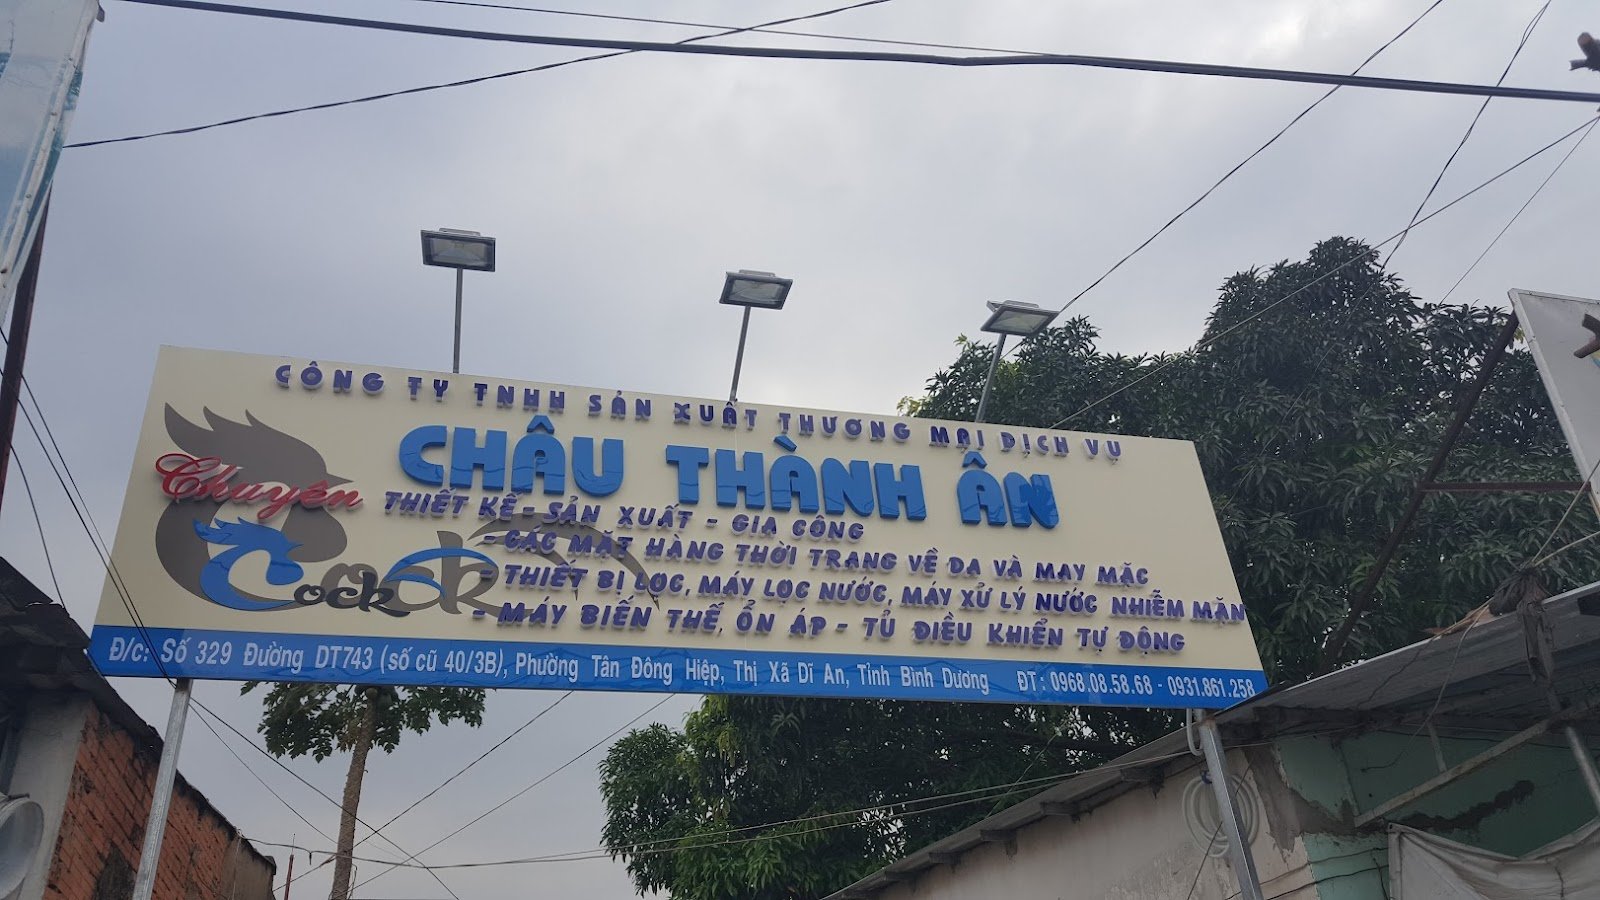 CÔNG TY TNHH SẢN XUẤT THƯƠNG MẠI DỊCH VỤ
CHÂU THÀNH ÂN
Chuyên
THIẾT KẾ - SẢN XUẤT - GIA CÔNG
- CÁC MẶT HÀNG THỜI TRANG VỀ DA VÀ MAY MẶC
- THIẾT BỊ LỌC, MÁY LỌC NƯỚC, MÁY XỬ LÝ NƯỚC NHIỄM MẶN
- MÁY BIẾN THẾ, ỔN ÁP - TỦ ĐIỀU KHIỂN TỰ ĐỘNG
Cock
Đ/c: Số 329 Đường DT743 (số cũ 40/3B), Phường Tân Đông Hiệp, Thị Xã Dĩ An, Tỉnh Bình Dương ĐT: 0968.08.58.68 - 0931.861.258